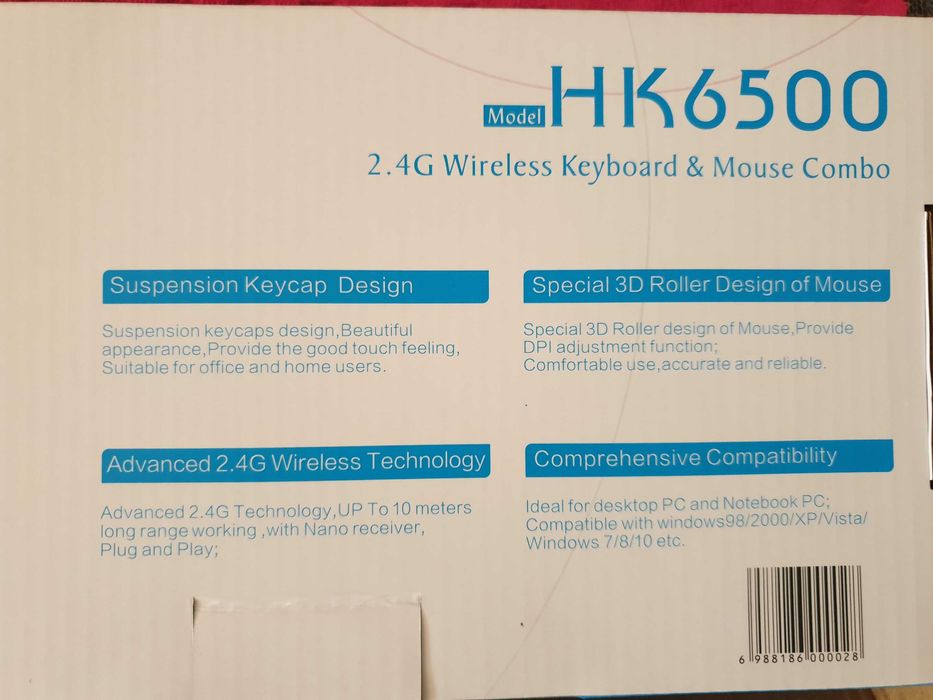 Model HK6500
2.4G Wireless Keyboard & Mouse Combo
Suspension Keycap Design
Suspension keycaps design,Beautiful
appearance,Provide the good touch feeling,
Suitable for office and home users.
Special 3D Roller Design of Mouse
Special 3D Roller design of Mouse,Provide
DPI adjustment function;
Comfortable use,accurate and reliable.
Advanced 2.4G Wireless Technology
Advanced 2.4G Technology,UP To 10 meters
long range working ,with Nano receiver,
Plug and Play;
Comprehensive Compatibility
Ideal for desktop PC and Notebook PC;
Compatible with windows98/2000/XP/Vista/
Windows 7/8/10 etc.
6 988186 000028